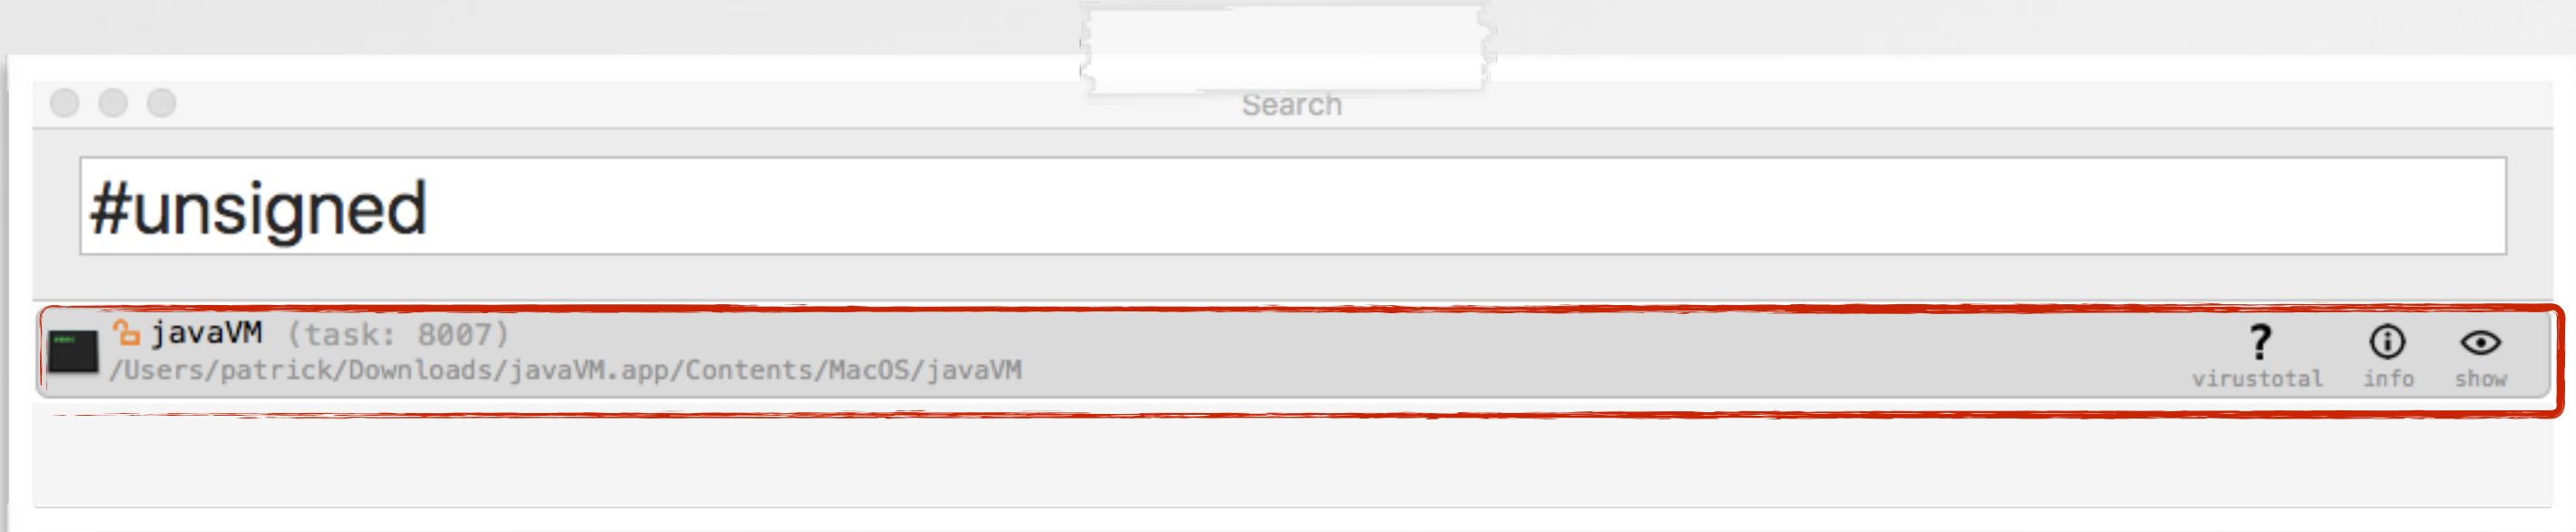 Search
#unsigned
javaVM (task: 8007)
/Users/patrick/Downloads/javaVM.app/Contents/MacOS/javaVM
?
virustotal
info
show